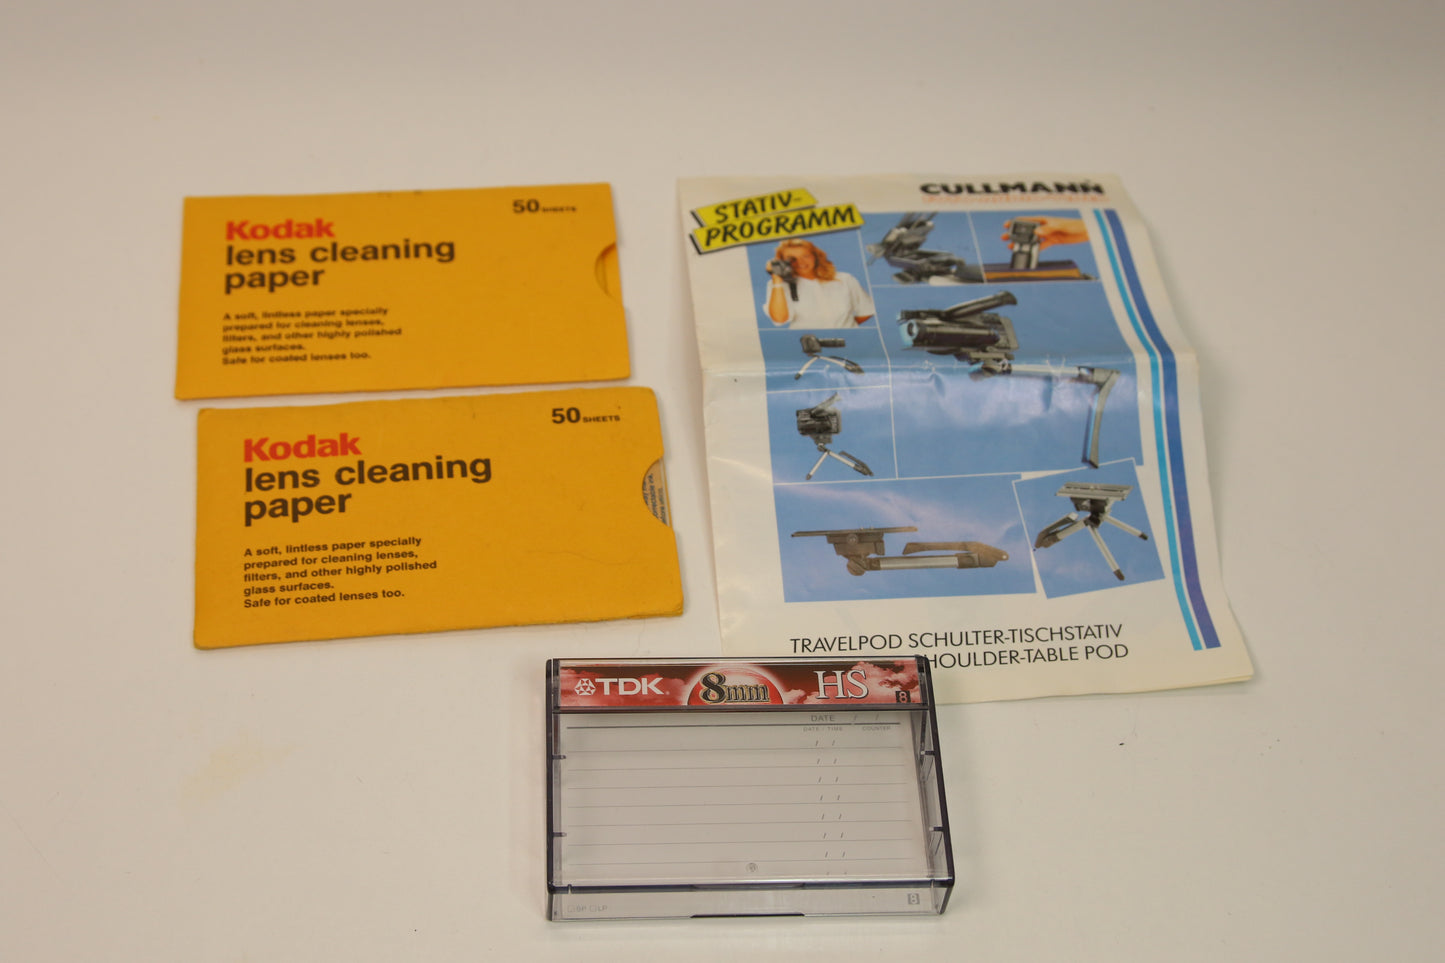 Kodak
50 SHEETS
lens cleaning
paper
A soft, lintless paper specially
prepared for cleaning lenses,
filters, and other highly polished
glass surfaces.
Safe for coated lenses too.
Kodak
50 SHEETS
lens cleaning
paper
A soft, lintless paper specially
prepared for cleaning lenses,
filters, and other highly polished
glass surfaces.
Safe for coated lenses too.
CULLMANN
STATIV-
PROGRAMM
TRAVELPOD SCHULTER-TISCHSTATIV
HOULDER-TABLE POD
TDK 8mm HS 8
DATE / /
DATE / TIME COUNTER
/ /
/ /
/ /
/ /
/ /
/ /
/ /
SP LP 8